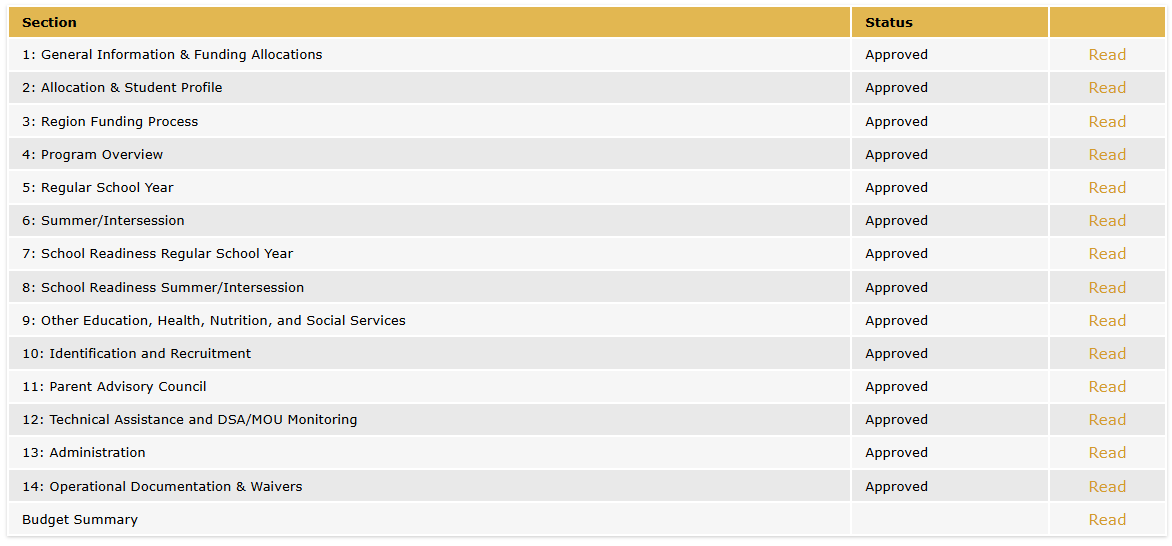 Section Status
1: General Information & Funding Allocations Approved Read
2: Allocation & Student Profile Approved Read
3: Region Funding Process Approved Read
4: Program Overview Approved Read
5: Regular School Year Approved Read
6: Summer/Intersession Approved Read
7: School Readiness Regular School Year Approved Read
8: School Readiness Summer/Intersession Approved Read
9: Other Education, Health, Nutrition, and Social Services Approved Read
10: Identification and Recruitment Approved Read
11: Parent Advisory Council Approved Read
12: Technical Assistance and DSA/MOU Monitoring Approved Read
13: Administration Approved Read
14: Operational Documentation & Waivers Approved Read
Budget Summary Read